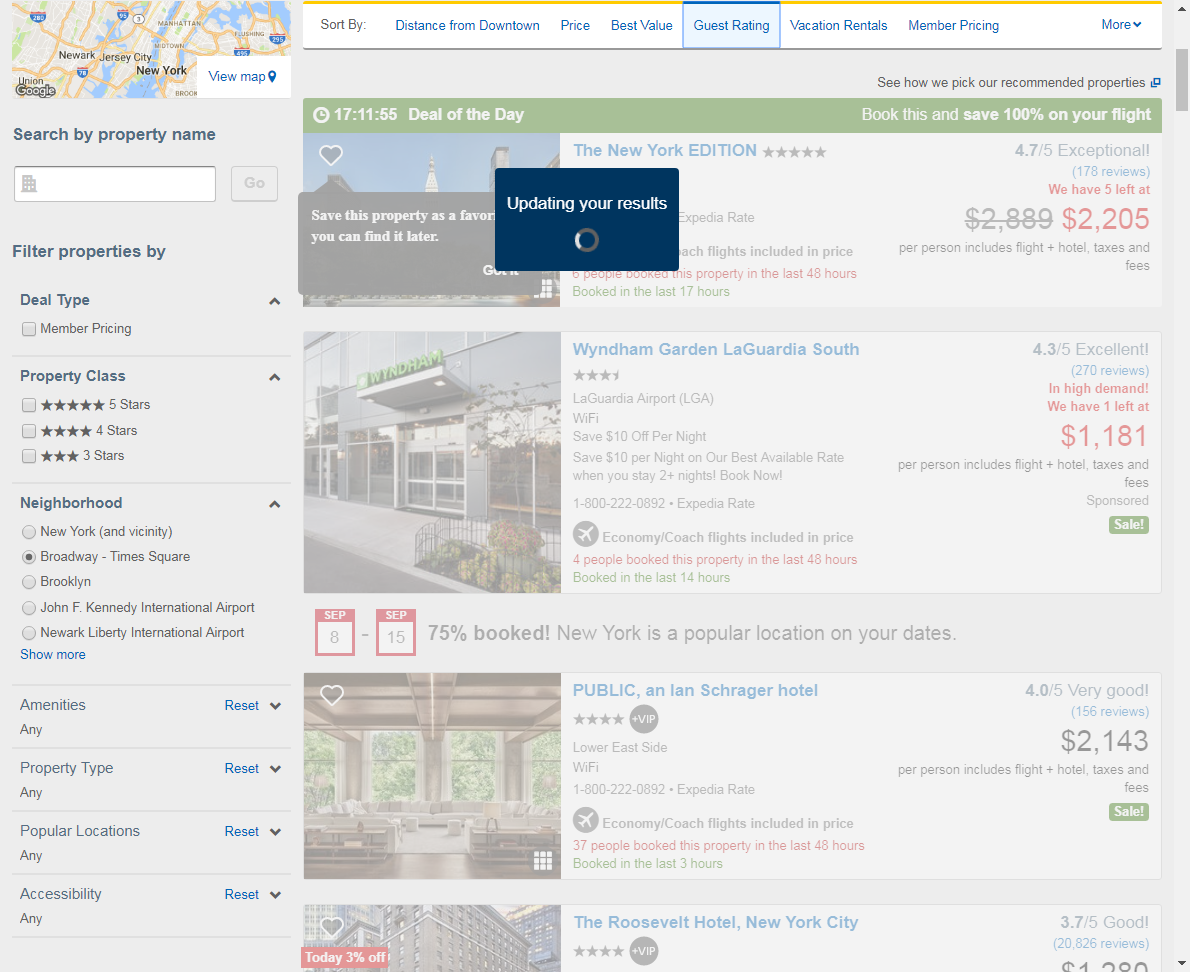 280
95
7
MANHATTAN
FLUSHING
295
MIDTOWN
495
Newark
Jersey City
78
New York
Union
BROOK
Google
View map
Search by property name
Go
Filter properties by
Deal Type
Member Pricing
Property Class
5 Stars
4 Stars
3 Stars
Neighborhood
New York (and vicinity)
Broadway - Times Square
Brooklyn
John F. Kennedy International Airport
Newark Liberty International Airport
Show more
Amenities Reset
Any
Property Type Reset
Any
Popular Locations Reset
Any
Accessibility Reset
Any
Sort By: Distance from Downtown Price Best Value Guest Rating Vacation Rentals Member Pricing More
See how we pick our recommended properties
17:11:55 Deal of the Day Book this and save 100% on your flight
The New York EDITION
4.7/5 Exceptional!
(178 reviews)
We have 5 left at
$2,889 $2,205
per person includes flight + hotel, taxes and
fees
Save this property as a favor
you can find it later.
Got it
Updating your results
Expedia Rate
ach flights included in price
6 people booked this property in the last 48 hours
Booked in the last 17 hours
WYNDHAM
Wyndham Garden LaGuardia South
LaGuardia Airport (LGA)
WiFi
Save $10 Off Per Night
Save $10 per Night on Our Best Available Rate
when you stay 2+ nights! Book Now!
1-800-222-0892 • Expedia Rate
Economy/Coach flights included in price
4 people booked this property in the last 48 hours
Booked in the last 14 hours
4.3/5 Excellent!
(270 reviews)
In high demand!
We have 1 left at
$1,181
per person includes flight + hotel, taxes and
fees
Sponsored
Sale!
SEP
8
-
SEP
15
75% booked! New York is a popular location on your dates.
PUBLIC, an Ian Schrager hotel
+VIP
Lower East Side
WiFi
1-800-222-0892 • Expedia Rate
Economy/Coach flights included in price
37 people booked this property in the last 48 hours
Booked in the last 3 hours
4.0/5 Very good!
(156 reviews)
$2,143
per person includes flight + hotel, taxes and
fees
Sale!
Today 3% off
The Roosevelt Hotel, New York City
+VIP
3.7/5 Good!
(20,826 reviews)
$1,280